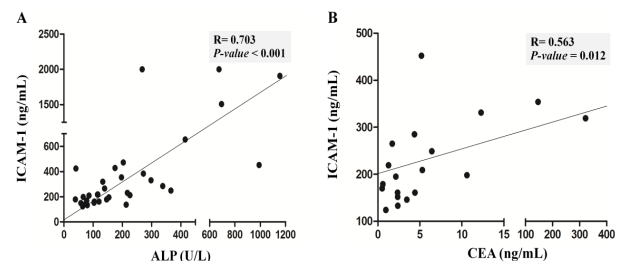 A
R= 0.703
P-value < 0.001
ICAM-1 (ng/mL)
2500
2000
1500
600
400
200
0
0 100 200 300 400 500 600 800 1000 1200
ALP (U/L)
B
R= 0.563
P-value = 0.012
ICAM-1 (ng/mL)
500
400
300
200
100
0 5 10 15 100 200 300 400
CEA (ng/mL)